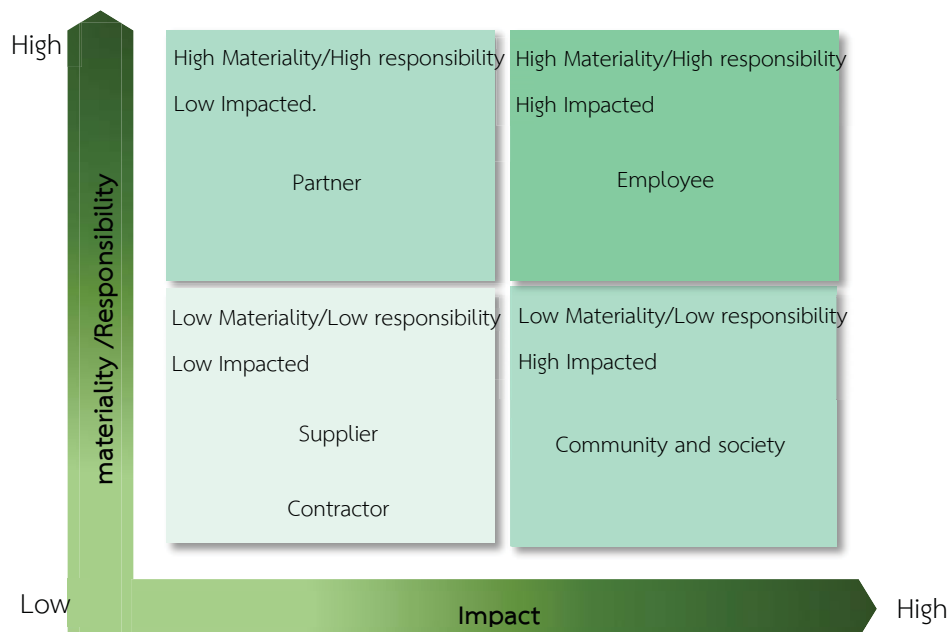 High
High Materiality/High responsibility
Low Impacted.
Partner
High Materiality/High responsibility
High Impacted
Employee
materiality /Responsibility
Low Materiality/Low responsibility
Low Impacted
Supplier
Contractor
Low Materiality/Low responsibility
High Impacted
Community and society
Low
Impact
High